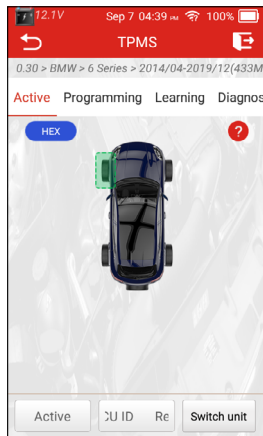 12.1V Sep 7 04:39 PM 100%
TPMS
0.30 > BMW > 6 Series > 2014/04-2019/12(433M
Active Programming Learning Diagnos
HEX ?
Active CU ID Re Switch unit